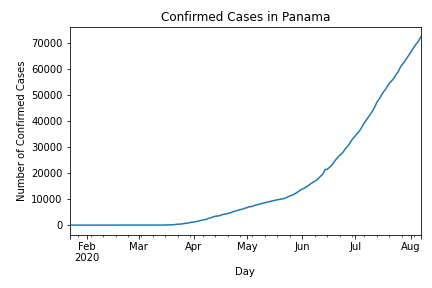 Confirmed Cases in Panama
Number of Confirmed Cases
70000
60000
50000
40000
30000
20000
10000
0
Feb Mar Apr May Jun Jul Aug
2020
Day